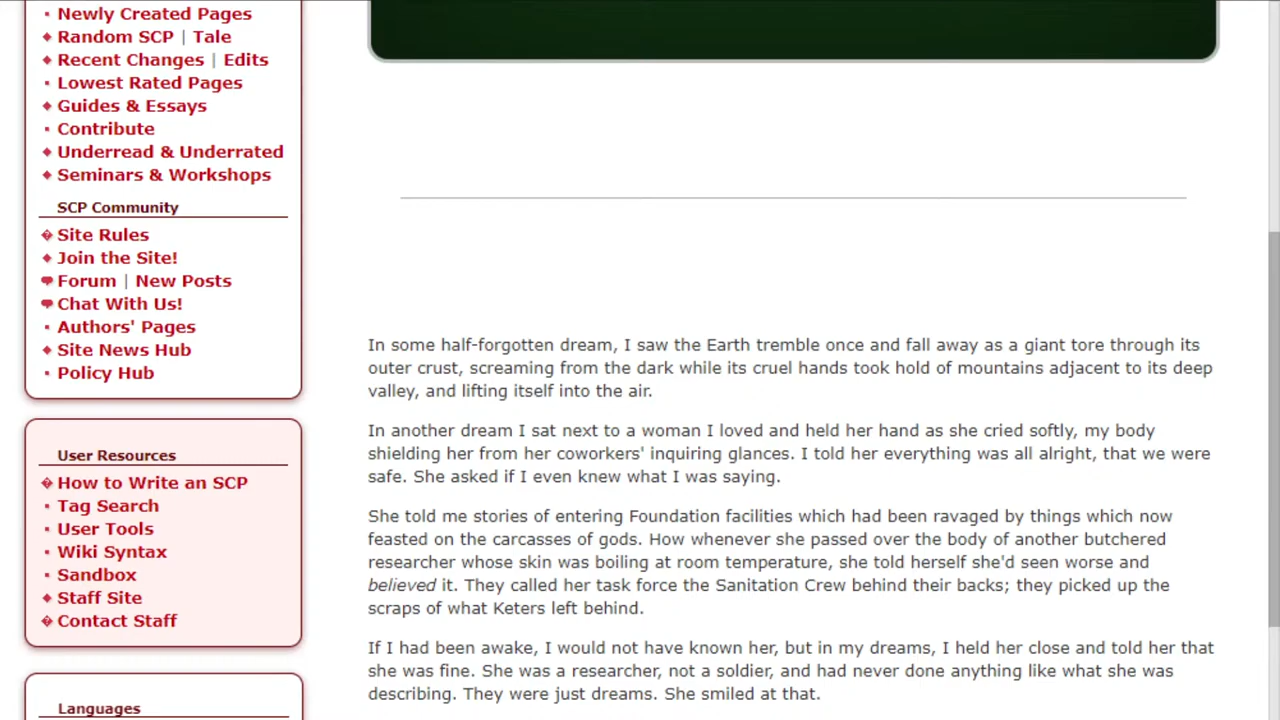 Newly Created Pages
Random SCP | Tale
Recent Changes | Edits
Lowest Rated Pages
Guides & Essays
Contribute
Underread & Underrated
Seminars & Workshops
SCP Community
Site Rules
Join the Site!
Forum | New Posts
Chat With Us!
Authors' Pages
Site News Hub
Policy Hub
User Resources
How to Write an SCP
Tag Search
User Tools
Wiki Syntax
Sandbox
Staff Site
Contact Staff
Languages
In some half-forgotten dream, I saw the Earth tremble once and fall away as a giant tore through its
outer crust, screaming from the dark while its cruel hands took hold of mountains adjacent to its deep
valley, and lifting itself into the air.
In another dream I sat next to a woman I loved and held her hand as she cried softly, my body
shielding her from her coworkers' inquiring glances. I told her everything was all alright, that we were
safe. She asked if I even knew what I was saying.
She told me stories of entering Foundation facilities which had been ravaged by things which now
feasted on the carcasses of gods. How whenever she passed over the body of another butchered
researcher whose skin was boiling at room temperature, she told herself she'd seen worse and
believed it. They called her task force the Sanitation Crew behind their backs; they picked up the
scraps of what Keters left behind.
If I had been awake, I would not have known her, but in my dreams, I held her close and told her that
she was fine. She was a researcher, not a soldier, and had never done anything like what she was
describing. They were just dreams. She smiled at that.